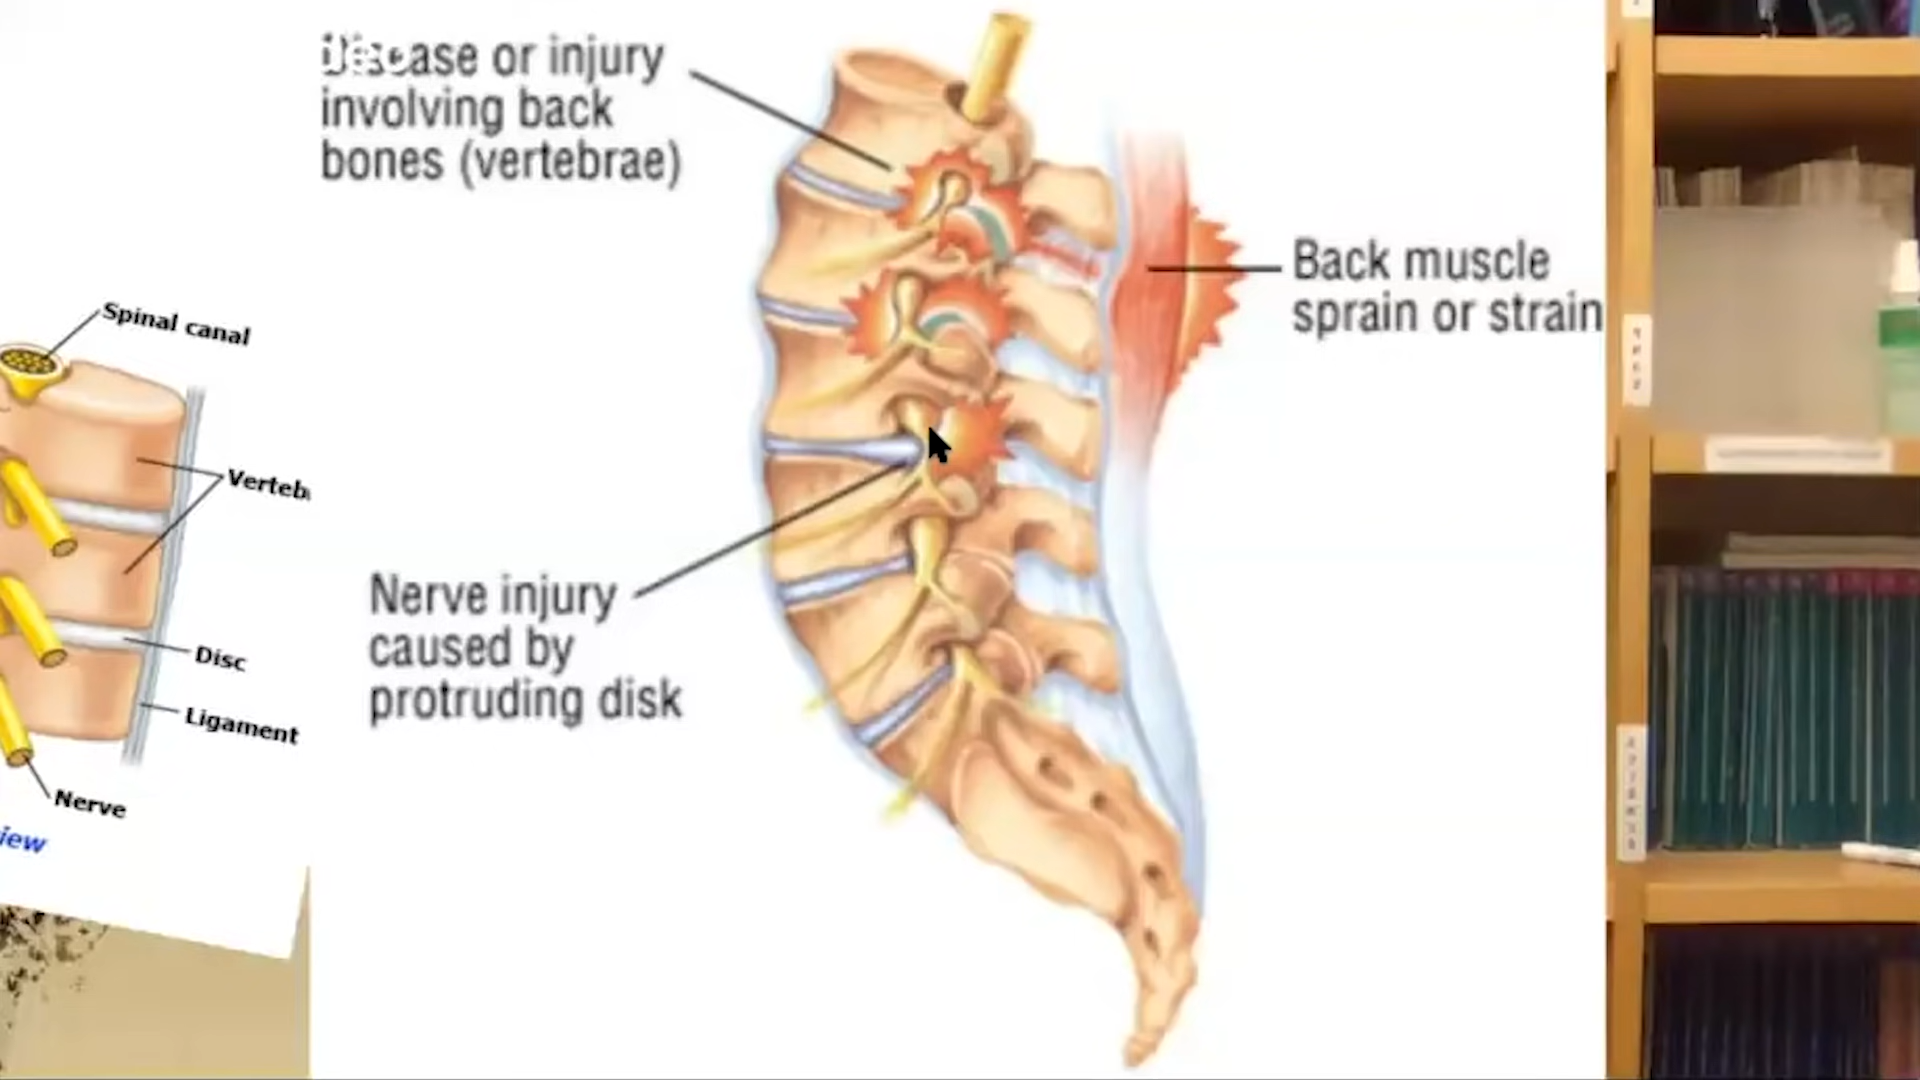 Spinal canal
Verteb
Disc
Ligament
Nerve
iew
disc
Disease or injury
involving back
bones (vertebrae)
Back muscle
sprain or strain
Nerve injury
caused by
protruding disk